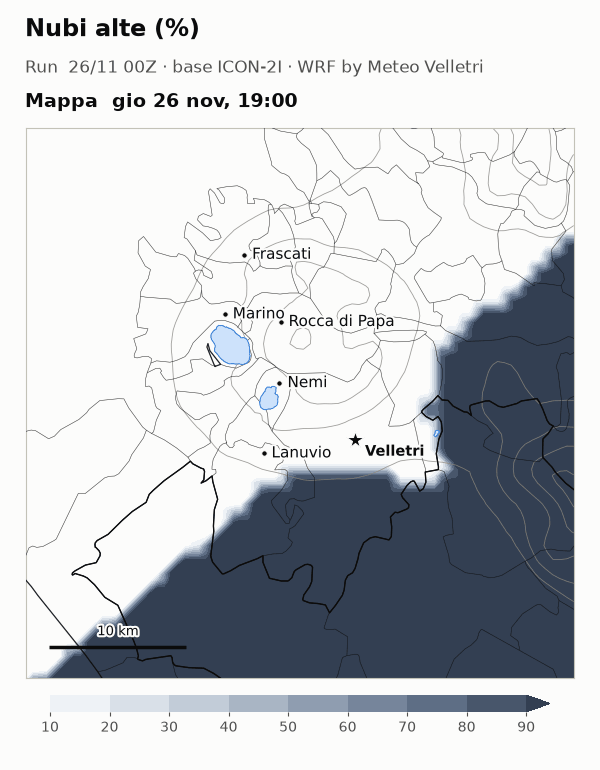 Nubi alte (%)
Run  26/11 00Z · base ICON-2I · WRF by Meteo Velletri
Mappa  gio 26 nov, 19:00
Frascati
Marino
Rocca di Papa
Nemi
Velletri
Lanuvio
10 km
10 20 30 40 50 60 70 80 90